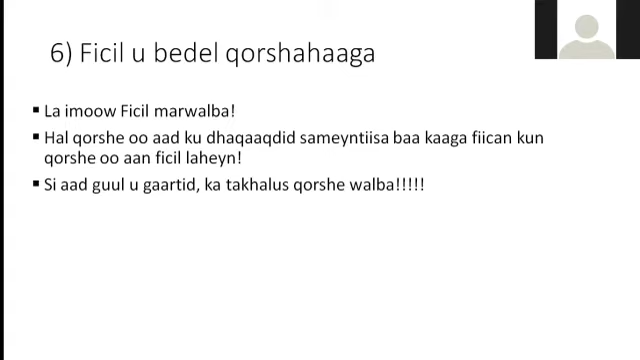 6) Ficil u bedel qorshahaaga
▪ La imoow Ficil marwalba!
▪ Hal qorshe oo aad ku dhaqaaqdid sameyntiisa baa kaaga fiican kun
qorshe oo aan ficil laheyn!
▪ Si aad guul u gaartid, ka takhalus qorshe walba!!!!!